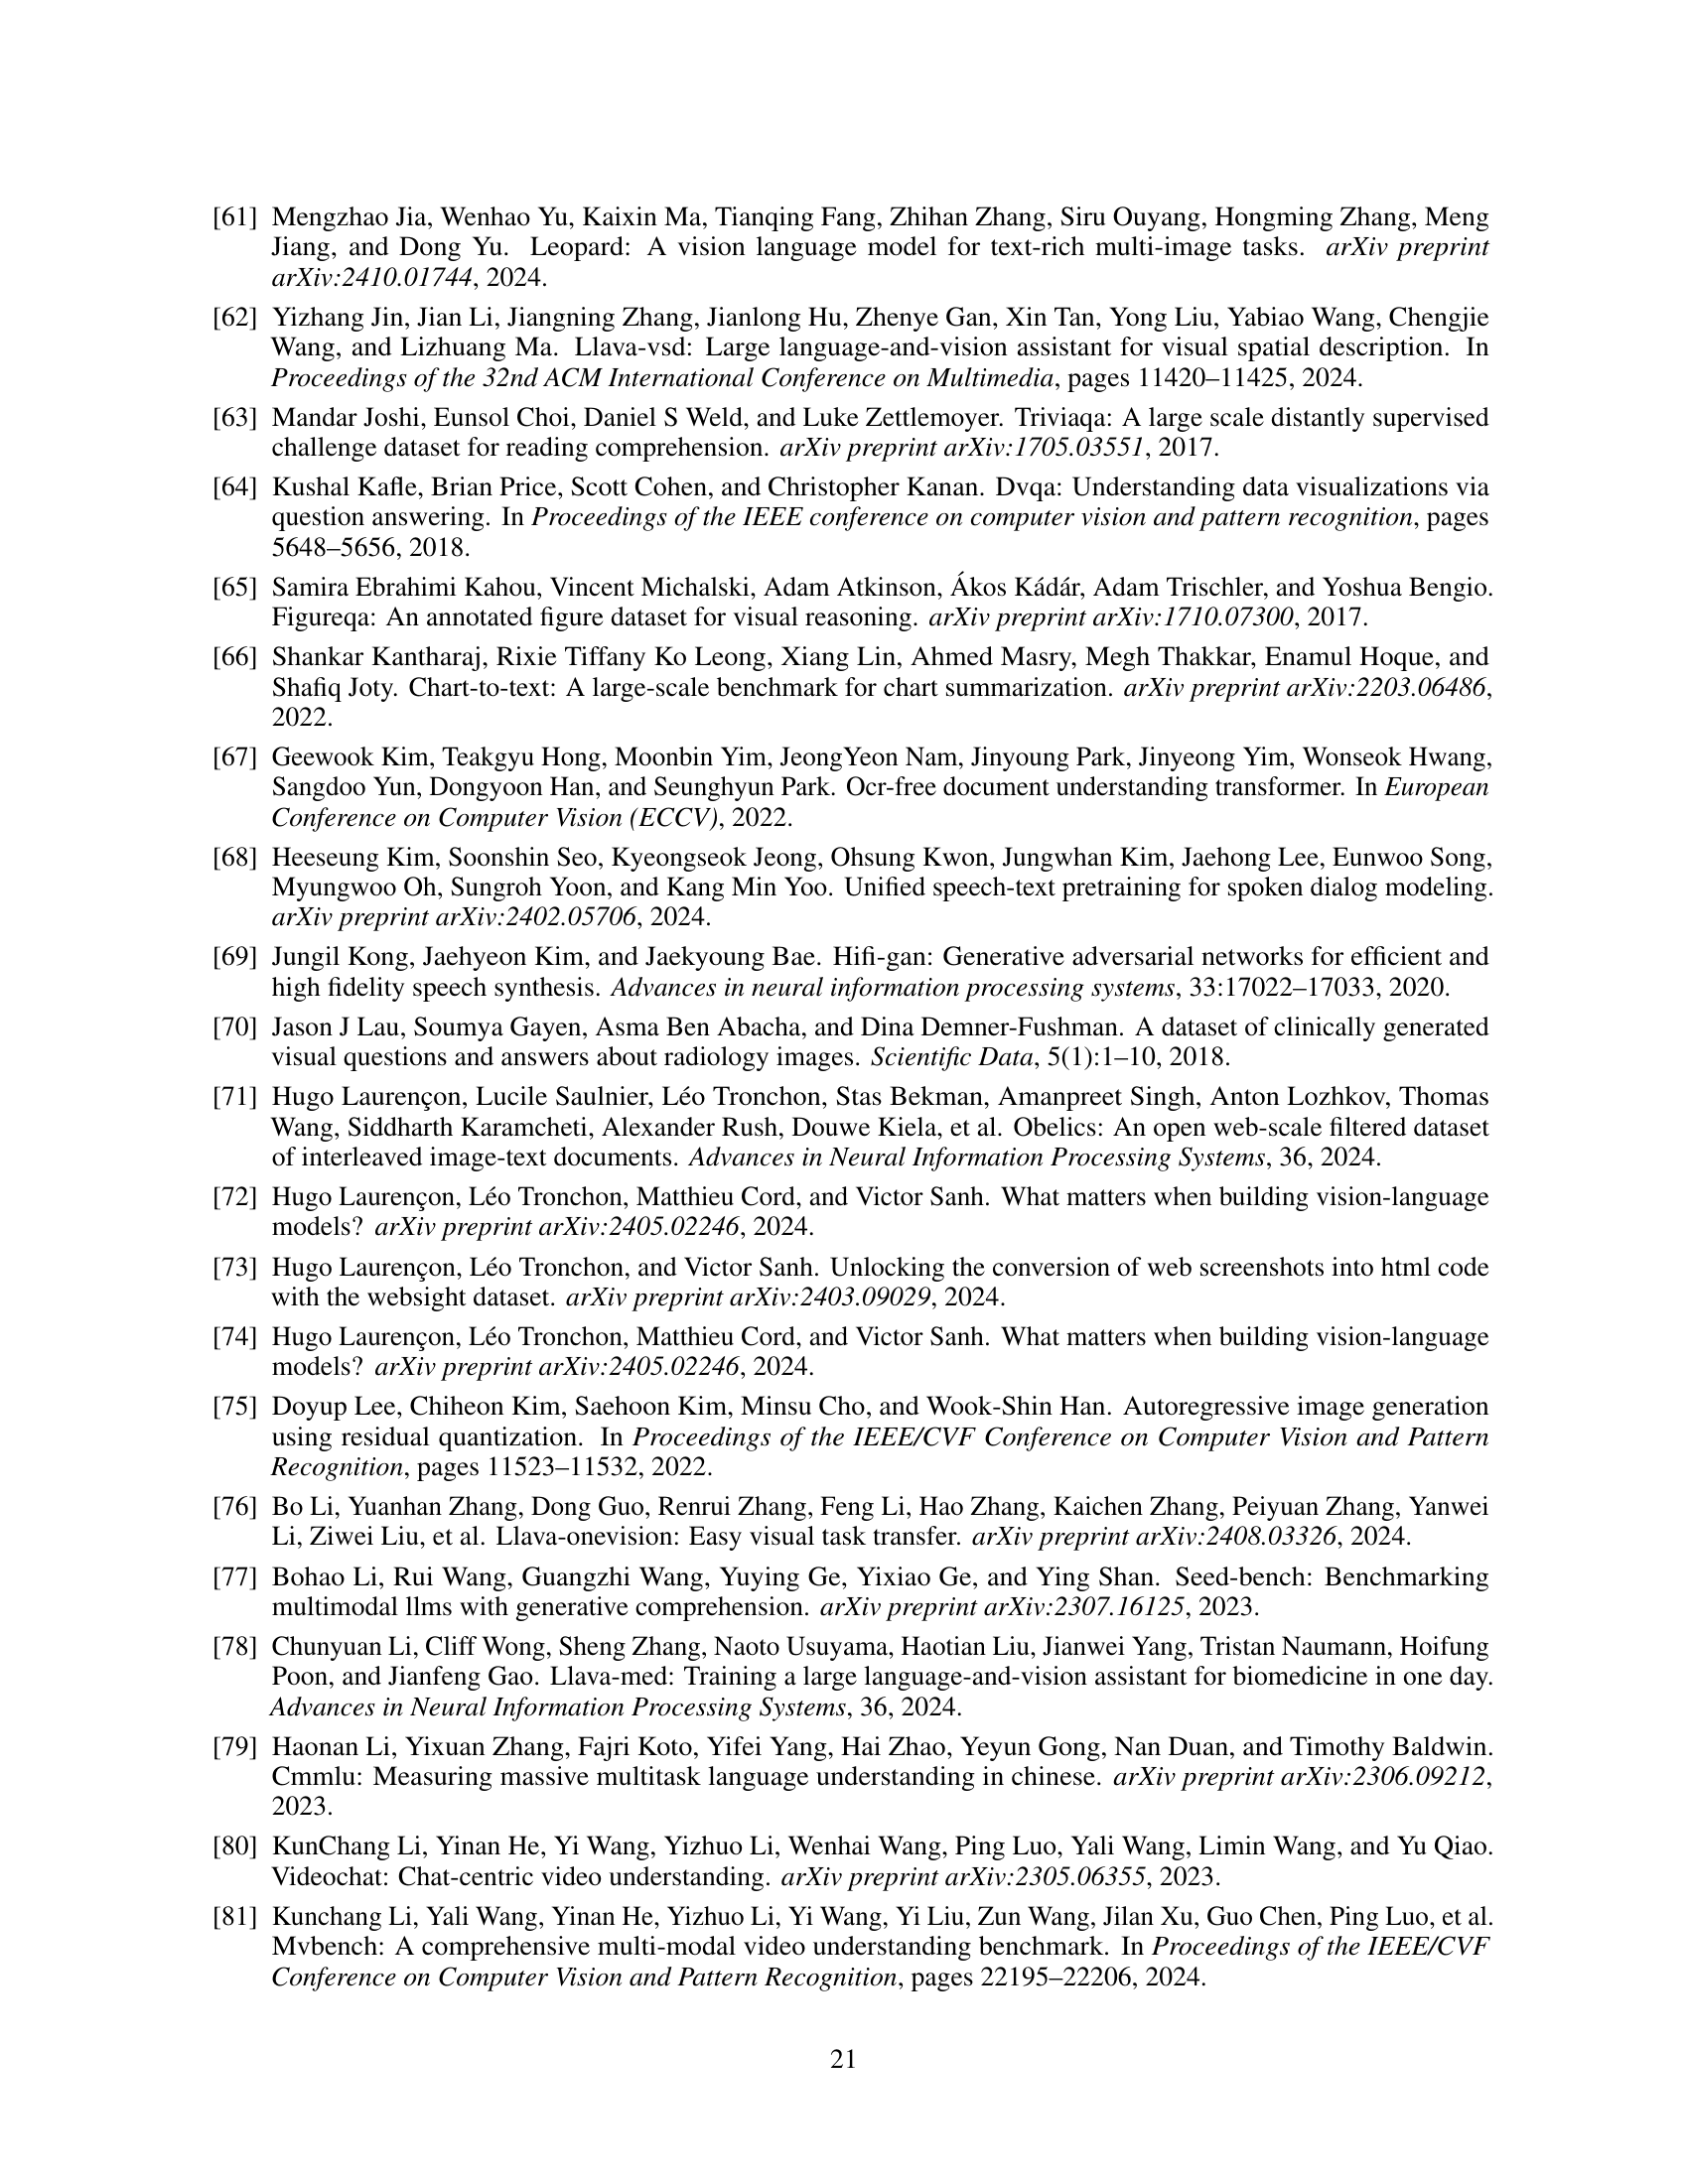 [61] Mengzhao Jia, Wenhao Yu, Kaixin Ma, Tianqing Fang, Zhihan Zhang, Siru Ouyang, Hongming Zhang, Meng
Jiang, and Dong Yu. Leopard: A vision language model for text-rich multi-image tasks. arXiv preprint
arXiv:2410.01744, 2024.
[62] Yizhang Jin, Jian Li, Jiangning Zhang, Jianlong Hu, Zhenye Gan, Xin Tan, Yong Liu, Yabiao Wang, Chengjie
Wang, and Lizhuang Ma. Llava-vsd: Large language-and-vision assistant for visual spatial description. In
Proceedings of the 32nd ACM International Conference on Multimedia, pages 11420–11425, 2024.
[63] Mandar Joshi, Eunsol Choi, Daniel S Weld, and Luke Zettlemoyer. Triviaqa: A large scale distantly supervised
challenge dataset for reading comprehension. arXiv preprint arXiv:1705.03551, 2017.
[64] Kushal Kafle, Brian Price, Scott Cohen, and Christopher Kanan. Dvqa: Understanding data visualizations via
question answering. In Proceedings of the IEEE conference on computer vision and pattern recognition, pages
5648–5656, 2018.
[65] Samira Ebrahimi Kahou, Vincent Michalski, Adam Atkinson, Ákos Kádár, Adam Trischler, and Yoshua Bengio.
Figureqa: An annotated figure dataset for visual reasoning. arXiv preprint arXiv:1710.07300, 2017.
[66] Shankar Kantharaj, Rixie Tiffany Ko Leong, Xiang Lin, Ahmed Masry, Megh Thakkar, Enamul Hoque, and
Shafiq Joty. Chart-to-text: A large-scale benchmark for chart summarization. arXiv preprint arXiv:2203.06486,
2022.
[67] Geewook Kim, Teakgyu Hong, Moonbin Yim, JeongYeon Nam, Jinyoung Park, Jinyeong Yim, Wonseok Hwang,
Sangdoo Yun, Dongyoon Han, and Seunghyun Park. Ocr-free document understanding transformer. In European
Conference on Computer Vision (ECCV), 2022.
[68] Heeseung Kim, Soonshin Seo, Kyeongseok Jeong, Ohsung Kwon, Jungwhan Kim, Jaehong Lee, Eunwoo Song,
Myungwoo Oh, Sungroh Yoon, and Kang Min Yoo. Unified speech-text pretraining for spoken dialog modeling.
arXiv preprint arXiv:2402.05706, 2024.
[69] Jungil Kong, Jaehyeon Kim, and Jaekyoung Bae. Hifi-gan: Generative adversarial networks for efficient and
high fidelity speech synthesis. Advances in neural information processing systems, 33:17022–17033, 2020.
[70] Jason J Lau, Soumya Gayen, Asma Ben Abacha, and Dina Demner-Fushman. A dataset of clinically generated
visual questions and answers about radiology images. Scientific Data, 5(1):1–10, 2018.
[71] Hugo Laurençon, Lucile Saulnier, Léo Tronchon, Stas Bekman, Amanpreet Singh, Anton Lozhkov, Thomas
Wang, Siddharth Karamcheti, Alexander Rush, Douwe Kiela, et al. Obelics: An open web-scale filtered dataset
of interleaved image-text documents. Advances in Neural Information Processing Systems, 36, 2024.
[72] Hugo Laurençon, Léo Tronchon, Matthieu Cord, and Victor Sanh. What matters when building vision-language
models? arXiv preprint arXiv:2405.02246, 2024.
[73] Hugo Laurençon, Léo Tronchon, and Victor Sanh. Unlocking the conversion of web screenshots into html code
with the websight dataset. arXiv preprint arXiv:2403.09029, 2024.
[74] Hugo Laurençon, Léo Tronchon, Matthieu Cord, and Victor Sanh. What matters when building vision-language
models? arXiv preprint arXiv:2405.02246, 2024.
[75] Doyup Lee, Chiheon Kim, Saehoon Kim, Minsu Cho, and Wook-Shin Han. Autoregressive image generation
using residual quantization. In Proceedings of the IEEE/CVF Conference on Computer Vision and Pattern
Recognition, pages 11523–11532, 2022.
[76] Bo Li, Yuanhan Zhang, Dong Guo, Renrui Zhang, Feng Li, Hao Zhang, Kaichen Zhang, Peiyuan Zhang, Yanwei
Li, Ziwei Liu, et al. Llava-onevision: Easy visual task transfer. arXiv preprint arXiv:2408.03326, 2024.
[77] Bohao Li, Rui Wang, Guangzhi Wang, Yuying Ge, Yixiao Ge, and Ying Shan. Seed-bench: Benchmarking
multimodal llms with generative comprehension. arXiv preprint arXiv:2307.16125, 2023.
[78] Chunyuan Li, Cliff Wong, Sheng Zhang, Naoto Usuyama, Haotian Liu, Jianwei Yang, Tristan Naumann, Hoifung
Poon, and Jianfeng Gao. Llava-med: Training a large language-and-vision assistant for biomedicine in one day.
Advances in Neural Information Processing Systems, 36, 2024.
[79] Haonan Li, Yixuan Zhang, Fajri Koto, Yifei Yang, Hai Zhao, Yeyun Gong, Nan Duan, and Timothy Baldwin.
Cmmlu: Measuring massive multitask language understanding in chinese. arXiv preprint arXiv:2306.09212,
2023.
[80] KunChang Li, Yinan He, Yi Wang, Yizhuo Li, Wenhai Wang, Ping Luo, Yali Wang, Limin Wang, and Yu Qiao.
Videochat: Chat-centric video understanding. arXiv preprint arXiv:2305.06355, 2023.
[81] Kunchang Li, Yali Wang, Yinan He, Yizhuo Li, Yi Wang, Yi Liu, Zun Wang, Jilan Xu, Guo Chen, Ping Luo, et al.
Mvbench: A comprehensive multi-modal video understanding benchmark. In Proceedings of the IEEE/CVF
Conference on Computer Vision and Pattern Recognition, pages 22195–22206, 2024.
21